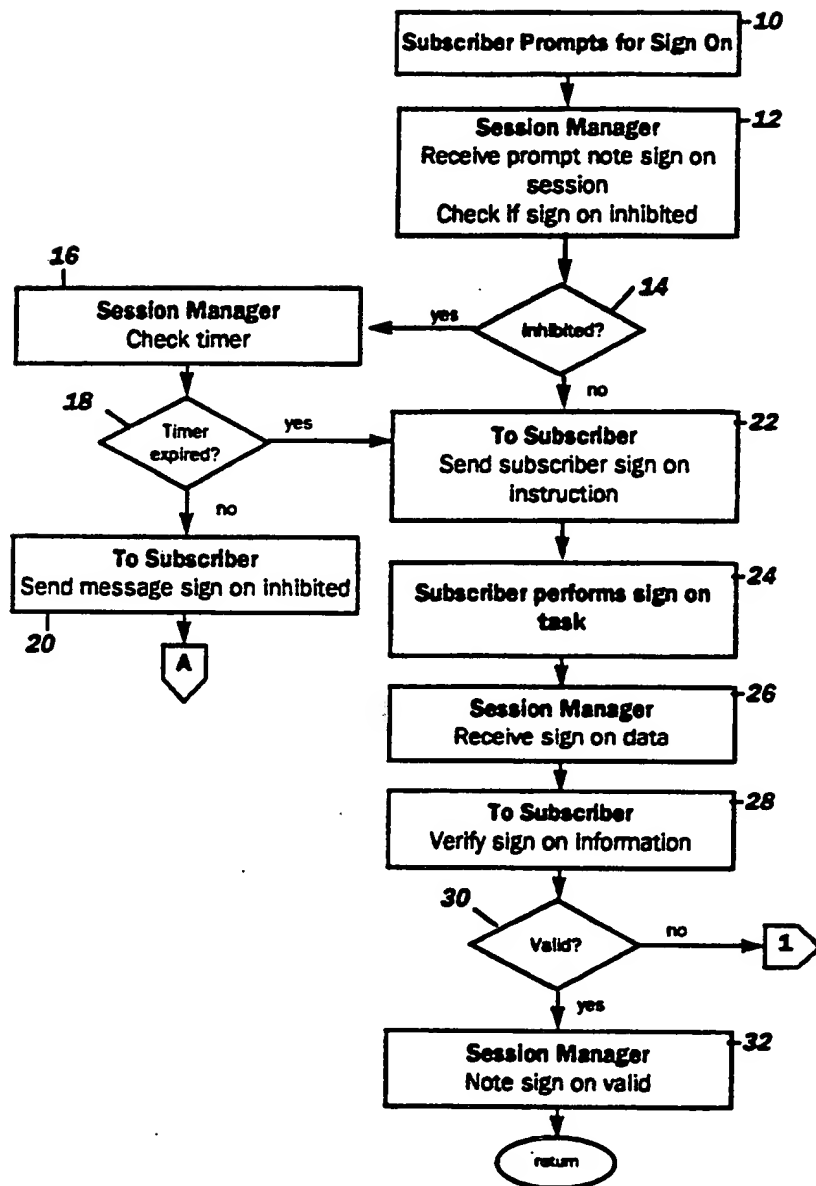 10
Subscriber Prompts for Sign On
12
Session Manager
Receive prompt note sign on
session
Check if sign on inhibited
14
Inhibited?
yes
no
16
Session Manager
Check timer
18
Timer
expired?
yes
no
20
To Subscriber
Send message sign on inhibited
A
22
To Subscriber
Send subscriber sign on
instruction
24
Subscriber performs sign on
task
26
Session Manager
Receive sign on data
28
To Subscriber
Verify sign on information
30
Valid?
no
1
yes
32
Session Manager
Note sign on valid
return